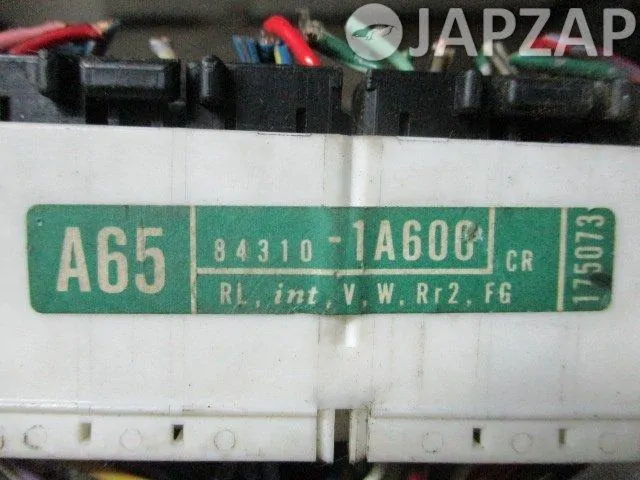 JAPZAP
A65
84310-1A600
CR
RL, int, V, W, Rr2, FG
175073